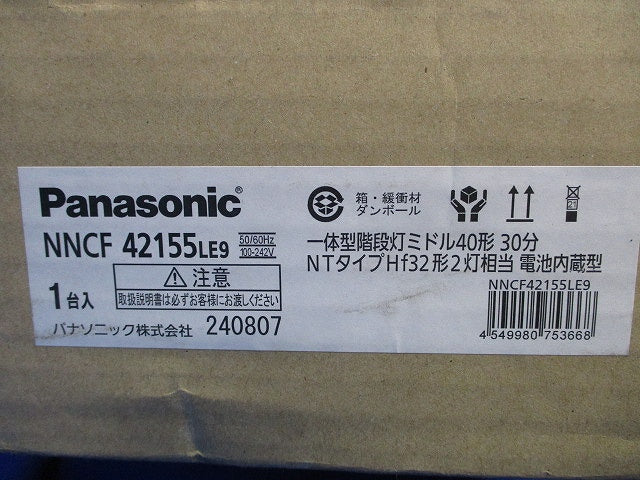 Panasonic®
NNCF 42155LE9 50/60Hz 100-242V
⚠ 注意
1台入 取扱説明書は必ずお客様にお渡しください
パナソニック株式会社 240807
箱・緩衝材
ダンボール
一体型階段灯ミドル40形 30分
NTタイプHf32形2灯相当 電池内蔵型
NNCF42155LE9
4 549980 753668